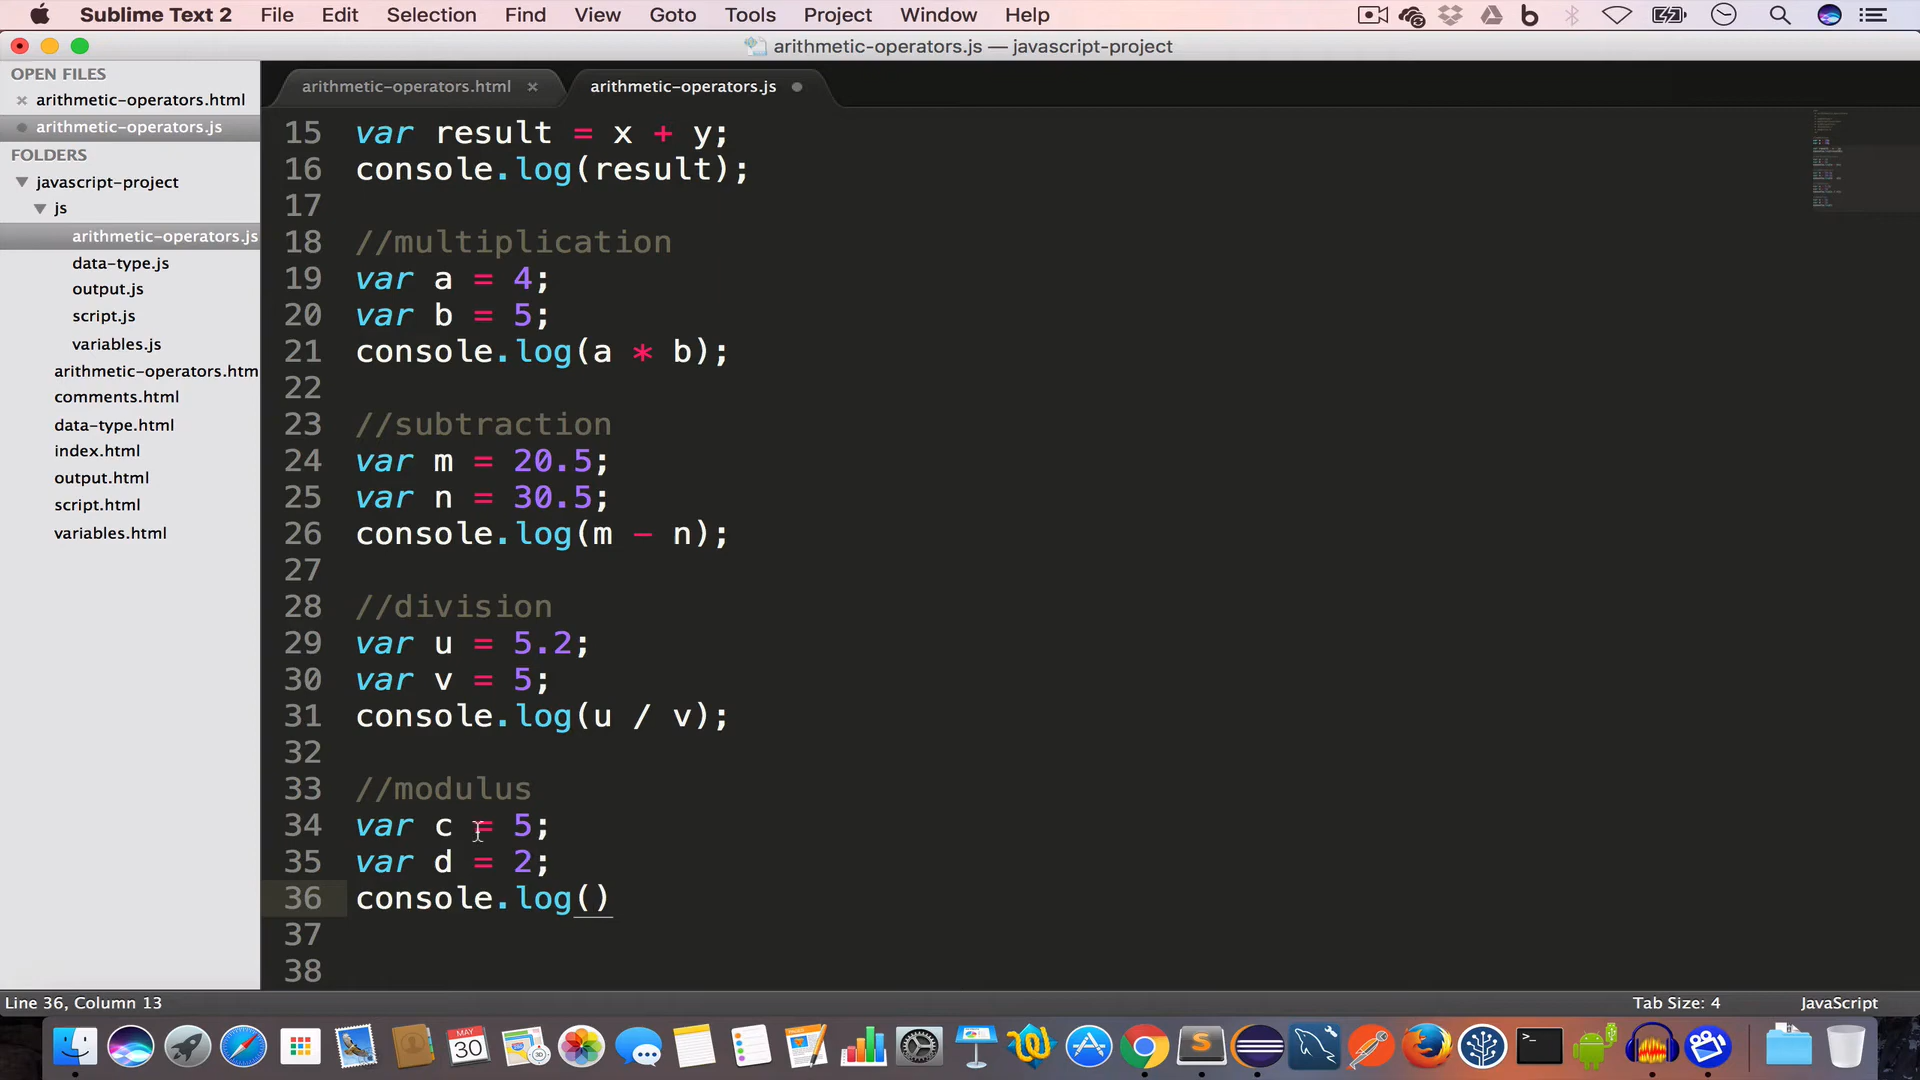 Sublime Text 2 File Edit Selection Find View Goto Tools Project Window Help
arithmetic-operators.js — javascript-project
OPEN FILES
arithmetic-operators.html
arithmetic-operators.js
FOLDERS
javascript-project
js
arithmetic-operators.js
data-type.js
output.js
script.js
variables.js
arithmetic-operators.htm
comments.html
data-type.html
index.html
output.html
script.html
variables.html
arithmetic-operators.html × arithmetic-operators.js
15 var result = x + y;
16 console.log(result);
17
18 //multiplication
19 var a = 4;
20 var b = 5;
21 console.log(a * b);
22
23 //subtraction
24 var m = 20.5;
25 var n = 30.5;
26 console.log(m - n);
27
28 //division
29 var u = 5.2;
30 var v = 5;
31 console.log(u / v);
32
33 //modulus
34 var c = 5;
35 var d = 2;
36 console.log()
37
38
Line 36, Column 13 Tab Size: 4 JavaScript
MAY
30